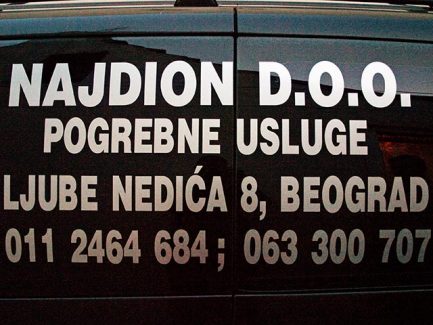 NAJDION D.O.O.
POGREBNE USLUGE
LJUBE NEDIĆA 8, BEOGRAD
011 2464 684; 063 300 707